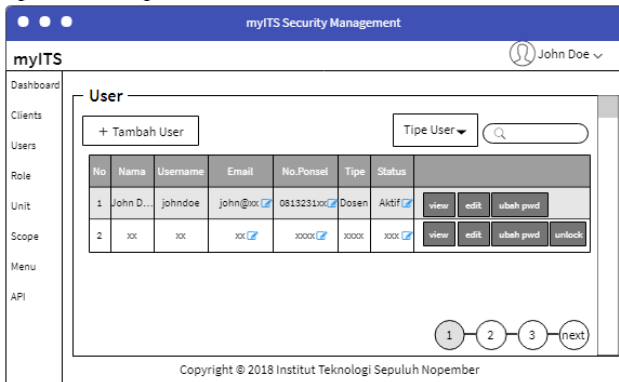 myITS Security Management
myITS
John Doe
Dashboard
Clients
Users
Role
Unit
Scope
Menu
API
User
+ Tambah User
Tipe User
No Nama Username Email No.Ponsel Tipe Status
1 John D... johndoe john@xx 0813231xx Dosen Aktif view edit ubah pwd
2 xx xx xx xxxx xxxx xxx view edit ubah pwd unlock
1 2 3 next
Copyright © 2018 Institut Teknologi Sepuluh Nopember